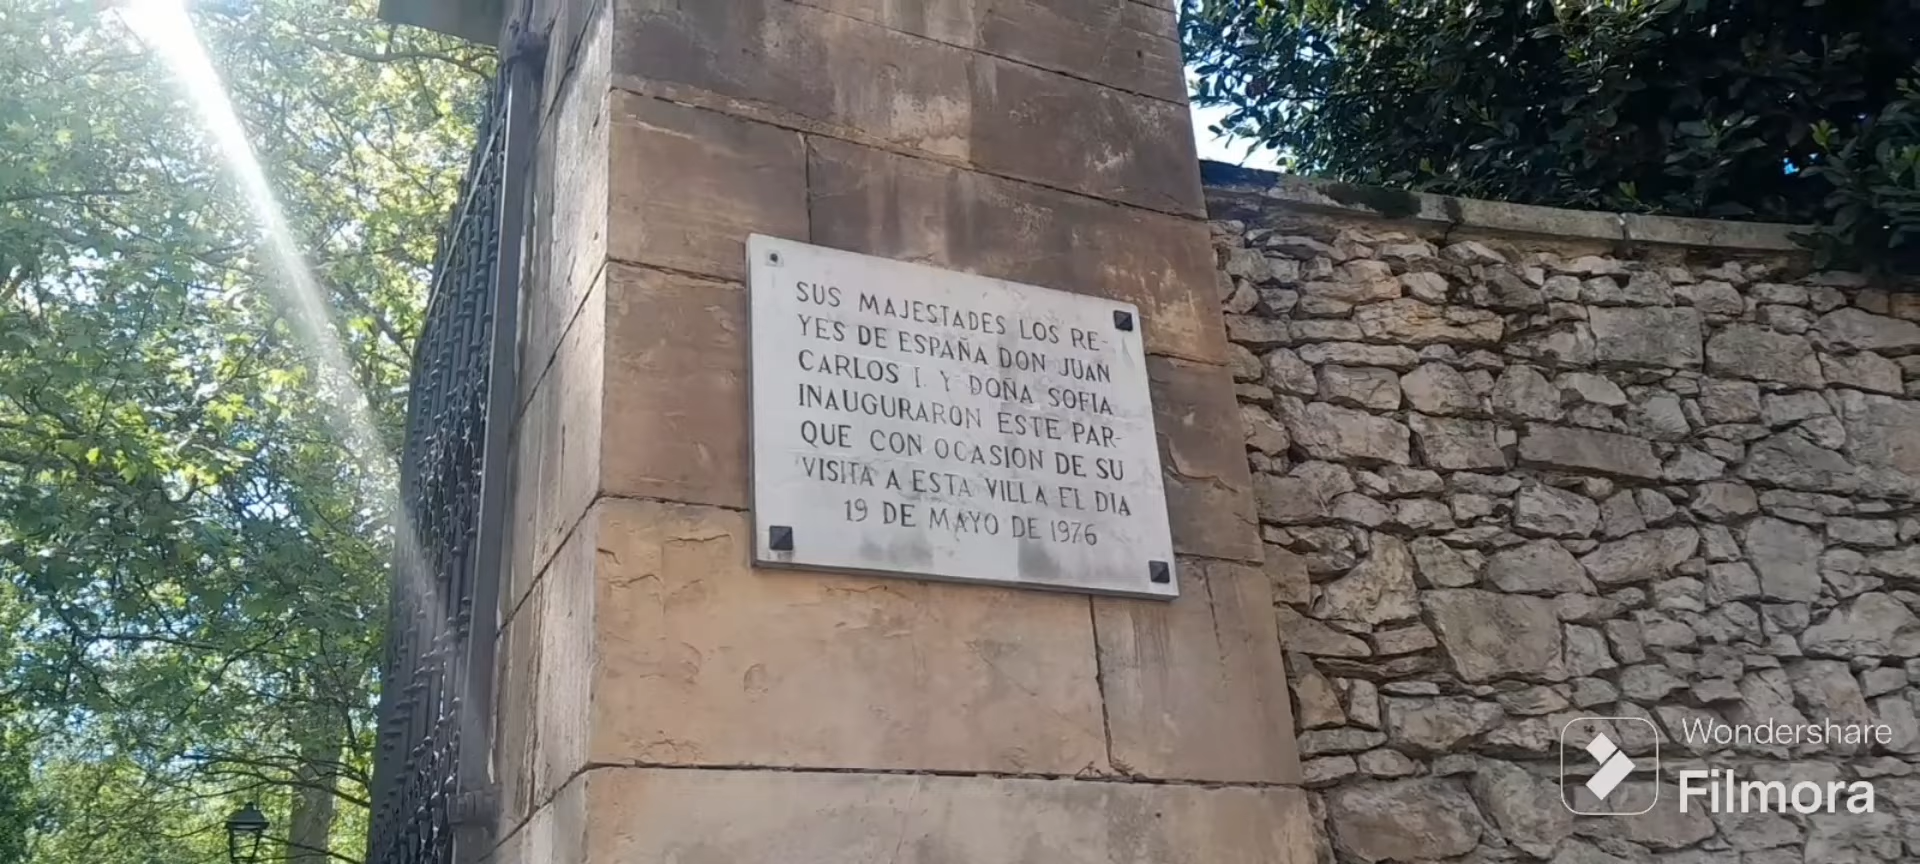 SUS MAJESTADES LOS RE-
YES DE ESPAÑA DON JUAN
CARLOS I. Y DOÑA SOFIA
INAUGURARON ESTE PAR-
QUE CON OCASION DE SU
VISITA A ESTA VILLA EL DIA
19 DE MAYO DE 1976
Wondershare
Filmora